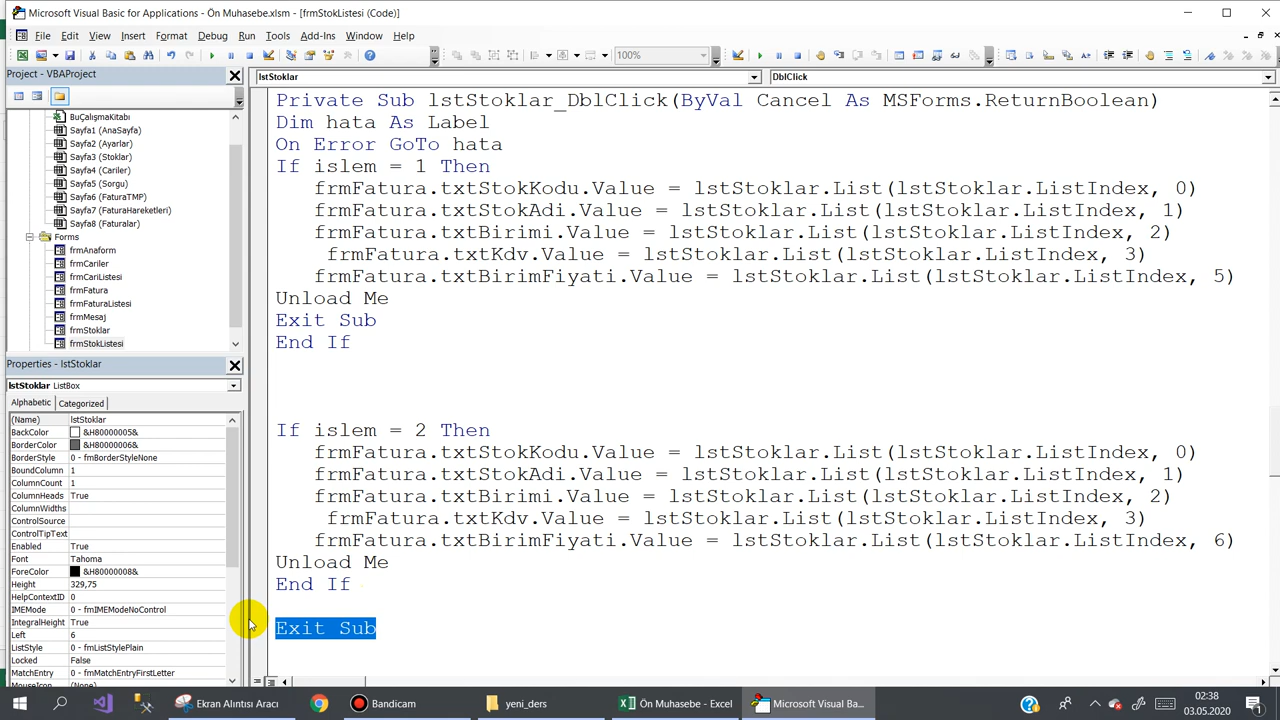 Microsoft Visual Basic for Applications - Ön Muhasebe.xlsm - [frmStokListesi (Code)]
File Edit View Insert Format Debug Run Tools Add-Ins Window Help
100%
Project - VBAProject
BuÇalışmaKitabı
Sayfa1 (AnaSayfa)
Sayfa2 (Ayarlar)
Sayfa3 (Stoklar)
Sayfa4 (Cariler)
Sayfa5 (Sorgu)
Sayfa6 (FaturaTMP)
Sayfa7 (FaturaHareketleri)
Sayfa8 (Faturalar)
Forms
frmAnaform
frmCariler
frmCariListesi
frmFatura
frmFaturaListesi
frmMesaj
frmStoklar
frmStokListesi
Properties - lstStoklar
lstStoklar ListBox
Alphabetic Categorized
(Name) lstStoklar
BackColor &H80000005&
BorderColor &H80000006&
BorderStyle 0 - fmBorderStyleNone
BoundColumn 1
ColumnCount 1
ColumnHeads True
ColumnWidths
ControlSource
ControlTipText
Enabled True
Font Tahoma
ForeColor &H80000008&
Height 329,75
HelpContextID 0
IMEMode 0 - fmIMEModeNoControl
IntegralHeight True
Left 6
ListStyle 0 - fmListStylePlain
Locked False
MatchEntry 0 - fmMatchEntryFirstLetter
MouseIcon (None)
lstStoklar DblClick
Private Sub lstStoklar_DblClick(ByVal Cancel As MSForms.ReturnBoolean)
Dim hata As Label
On Error GoTo hata
If islem = 1 Then
frmFatura.txtStokKodu.Value = lstStoklar.List(lstStoklar.ListIndex, 0)
frmFatura.txtStokAdi.Value = lstStoklar.List(lstStoklar.ListIndex, 1)
frmFatura.txtBirimi.Value = lstStoklar.List(lstStoklar.ListIndex, 2)
frmFatura.txtKdv.Value = lstStoklar.List(lstStoklar.ListIndex, 3)
frmFatura.txtBirimFiyati.Value = lstStoklar.List(lstStoklar.ListIndex, 5)
Unload Me
Exit Sub
End If
If islem = 2 Then
frmFatura.txtStokKodu.Value = lstStoklar.List(lstStoklar.ListIndex, 0)
frmFatura.txtStokAdi.Value = lstStoklar.List(lstStoklar.ListIndex, 1)
frmFatura.txtBirimi.Value = lstStoklar.List(lstStoklar.ListIndex, 2)
frmFatura.txtKdv.Value = lstStoklar.List(lstStoklar.ListIndex, 3)
frmFatura.txtBirimFiyati.Value = lstStoklar.List(lstStoklar.ListIndex, 6)
Unload Me
End If
Exit Sub
Ekran Alıntısı Aracı Bandicam yeni_ders Ön Muhasebe - Excel Microsoft Visual Ba...
02:38
03.05.2020